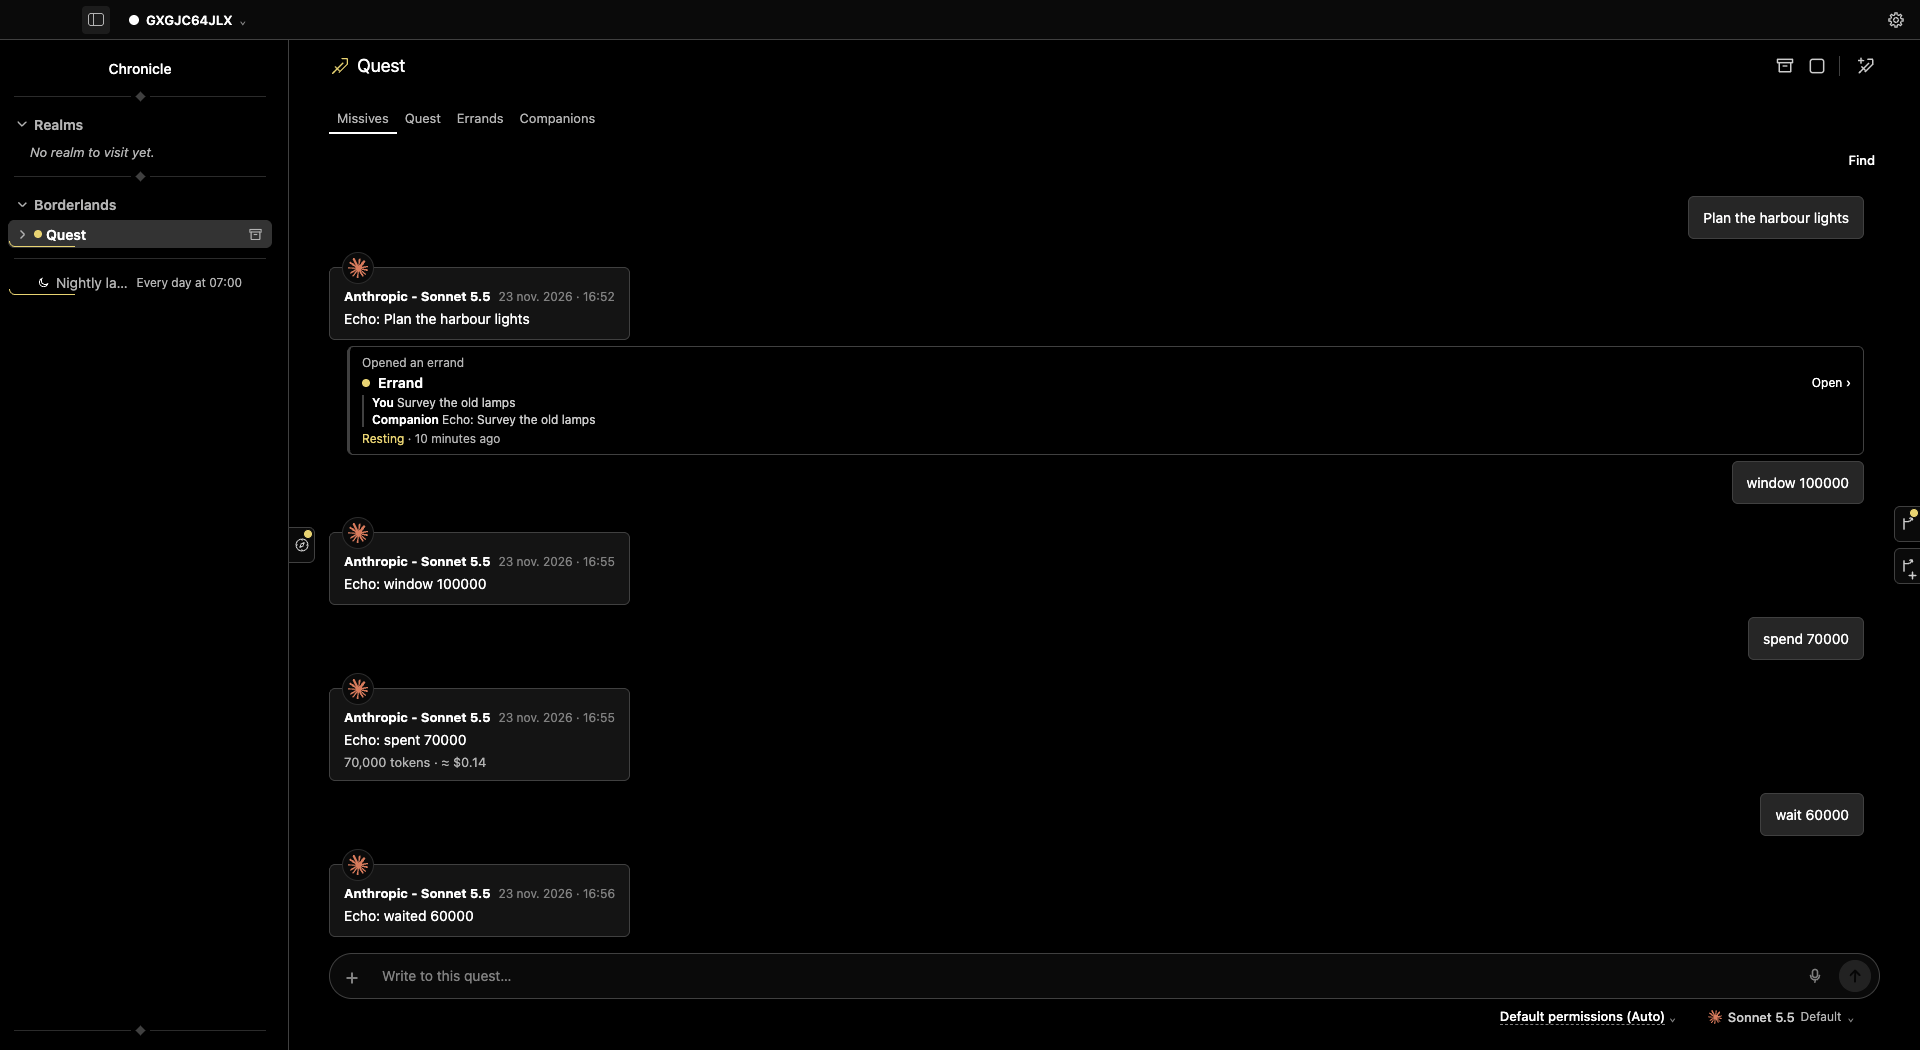 GXGJC64JLX
Chronicle
Realms
No realm to visit yet.
Borderlands
Quest
Nightly la... Every day at 07:00
Quest
Missives Quest Errands Companions
Find
Plan the harbour lights
Anthropic - Sonnet 5.5 23 nov. 2026 · 16:52
Echo: Plan the harbour lights
Opened an errand
Errand
Open ›
You Survey the old lamps
Companion Echo: Survey the old lamps
Resting · 10 minutes ago
window 100000
Anthropic - Sonnet 5.5 23 nov. 2026 · 16:55
Echo: window 100000
spend 70000
Anthropic - Sonnet 5.5 23 nov. 2026 · 16:55
Echo: spent 70000
70,000 tokens · ≈ $0.14
wait 60000
Anthropic - Sonnet 5.5 23 nov. 2026 · 16:56
Echo: waited 60000
Write to this quest...
Default permissions (Auto)
Sonnet 5.5 Default